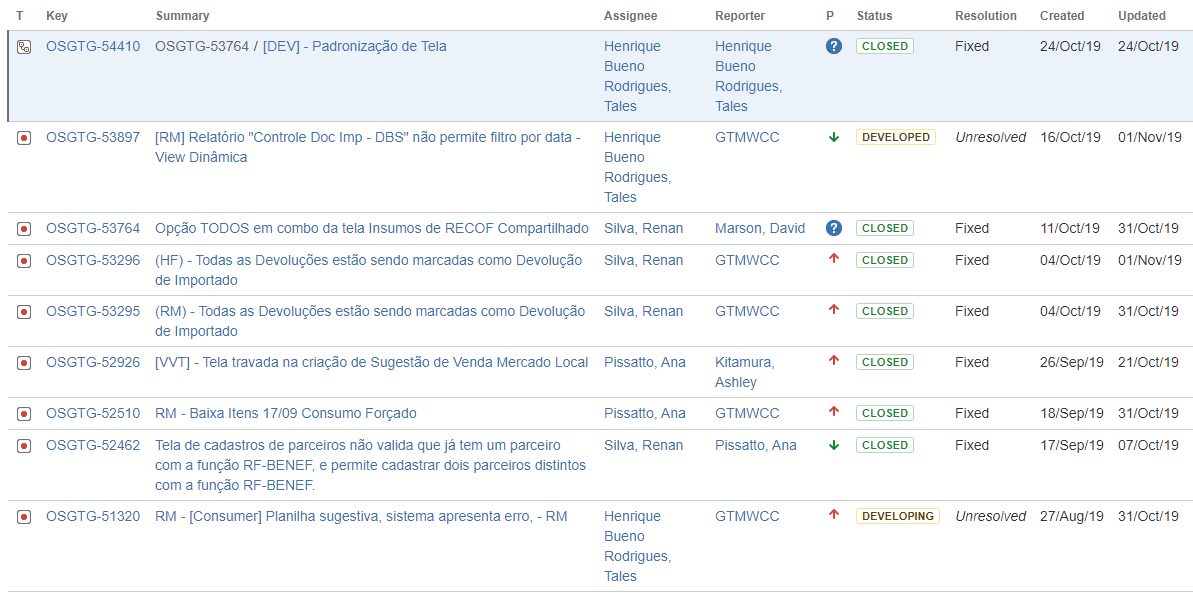 T Key Summary Assignee Reporter P Status Resolution Created Updated
OSGTG-54410 OSGTG-53764 / [DEV] - Padronização de Tela Henrique Henrique ? CLOSED Fixed 24/Oct/19 24/Oct/19
Bueno Bueno
Rodrigues, Rodrigues,
Tales Tales
OSGTG-53897 [RM] Relatório "Controle Doc Imp - DBS" não permite filtro por data - Henrique GTMWCC DEVELOPED Unresolved 16/Oct/19 01/Nov/19
View Dinâmica Bueno
Rodrigues,
Tales
OSGTG-53764 Opção TODOS em combo da tela Insumos de RECOF Compartilhado Silva, Renan Marson, David ? CLOSED Fixed 11/Oct/19 31/Oct/19
OSGTG-53296 (HF) - Todas as Devoluções estão sendo marcadas como Devolução Silva, Renan GTMWCC CLOSED Fixed 04/Oct/19 01/Nov/19
de Importado
OSGTG-53295 (RM) - Todas as Devoluções estão sendo marcadas como Devolução Silva, Renan GTMWCC CLOSED Fixed 04/Oct/19 31/Oct/19
de Importado
OSGTG-52926 [VVT] - Tela travada na criação de Sugestão de Venda Mercado Local Pissatto, Ana Kitamura, CLOSED Fixed 26/Sep/19 21/Oct/19
Ashley
OSGTG-52510 RM - Baixa Itens 17/09 Consumo Forçado Pissatto, Ana GTMWCC CLOSED Fixed 18/Sep/19 31/Oct/19
OSGTG-52462 Tela de cadastros de parceiros não valida que já tem um parceiro Silva, Renan Pissatto, Ana CLOSED Fixed 17/Sep/19 07/Oct/19
com a função RF-BENEF, e permite cadastrar dois parceiros distintos
com a função RF-BENEF.
OSGTG-51320 RM - [Consumer] Planilha sugestiva, sistema apresenta erro, - RM Henrique GTMWCC DEVELOPING Unresolved 27/Aug/19 31/Oct/19
Bueno
Rodrigues,
Tales